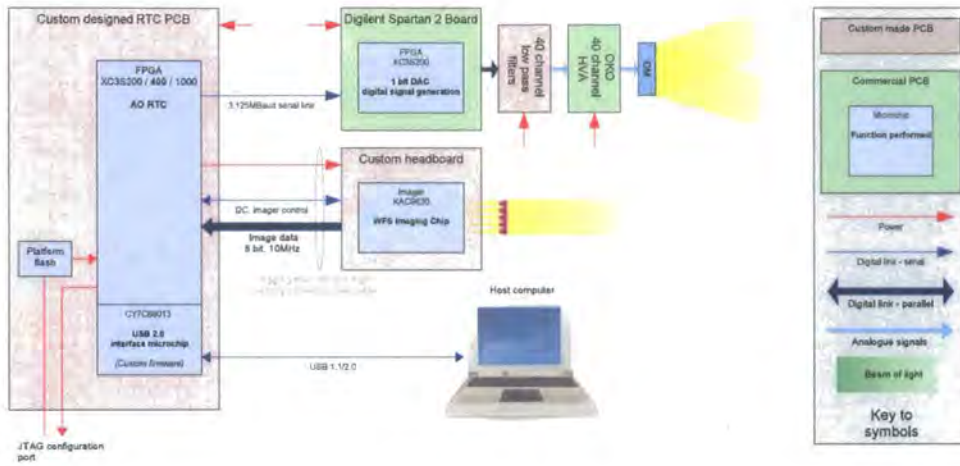 Custom designed RTC PCB
FPGA
XC3S200 / 400 / 1000
AO RTC
Platform
flash
CY7C68013
USB 2.0
interface microchip
(Custom firmware)
JTAG configuration
port
3.125MBaud serial line
Digilent Spartan 2 Board
FPGA
XC3S200
1 bit DAC
digital signal generation
40 channel
low pass
filters
OKO
40 channel
HVA
DM
Custom headboard
Imager
KAC9630
WFS Imaging Chip
I2C, Imager control
Image data
8 bit, 10MHz
Host computer
USB 1.1/2.0
Custom made PCB
Commercial PCB
Microchip
Function performed
Power
Digital link - serial
Digital link - parallel
Analogue signals
Beam of light
Key to
symbols